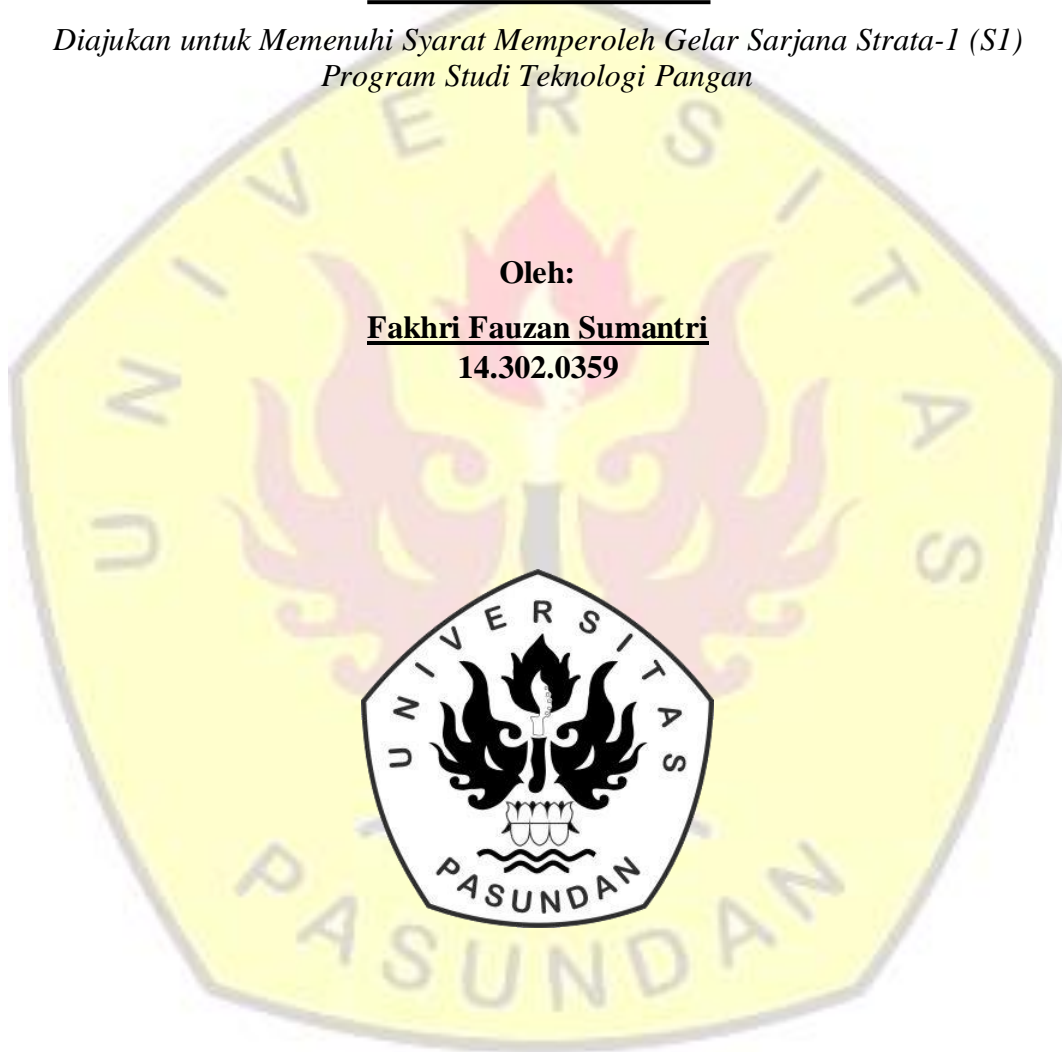 Diajukan untuk Memenuhi Syarat Memperoleh Gelar Sarjana Strata-1 (S1)
Program Studi Teknologi Pangan
Oleh:
Fakhri Fauzan Sumantri
14.302.0359
UNIVERSITAS
PASUNDAN
UNIVERSITAS
PASUNDAN